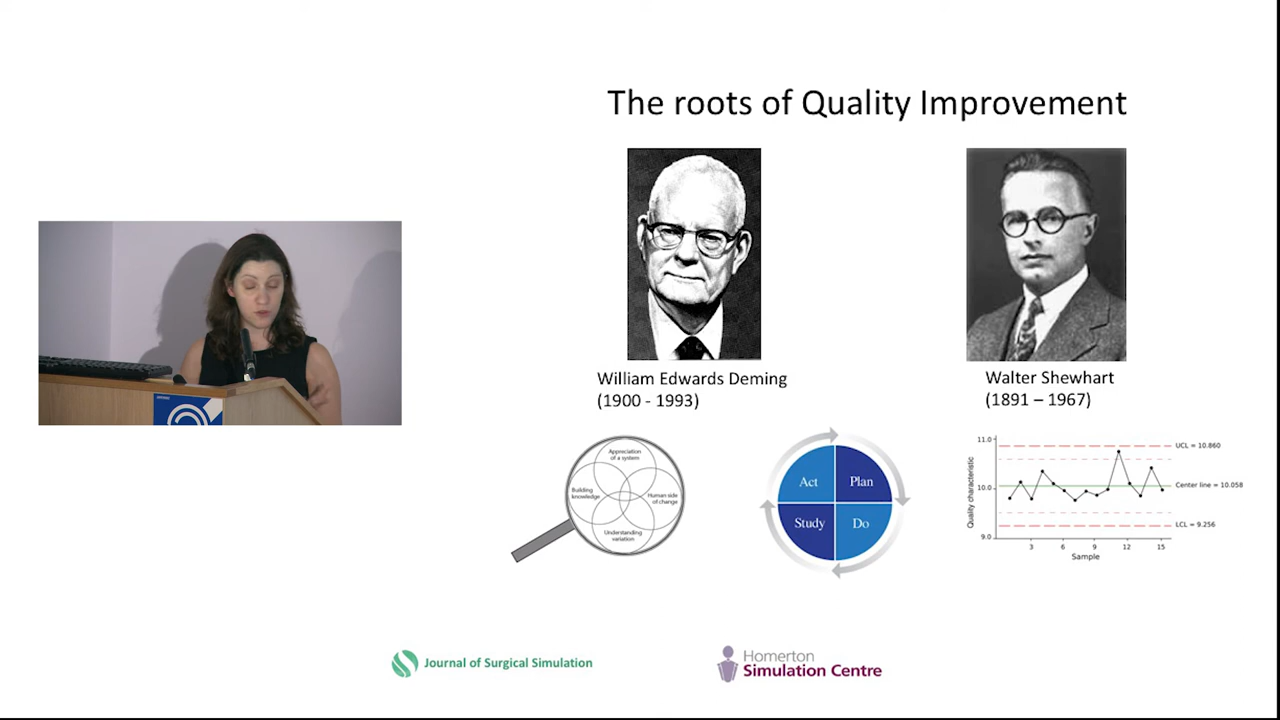 The roots of Quality Improvement
William Edwards Deming
(1900 - 1993)
Walter Shewhart
(1891 – 1967)
Appreciation
of a system
Building
knowledge
Human side
of change
Understanding
variation
Act
Plan
Study
Do
11.0
10.0
9.0
Quality characteristic
UCL = 10.860
Center line = 10.058
LCL = 9.256
3
6
9
12
15
Sample
Journal of Surgical Simulation
Homerton
Simulation Centre